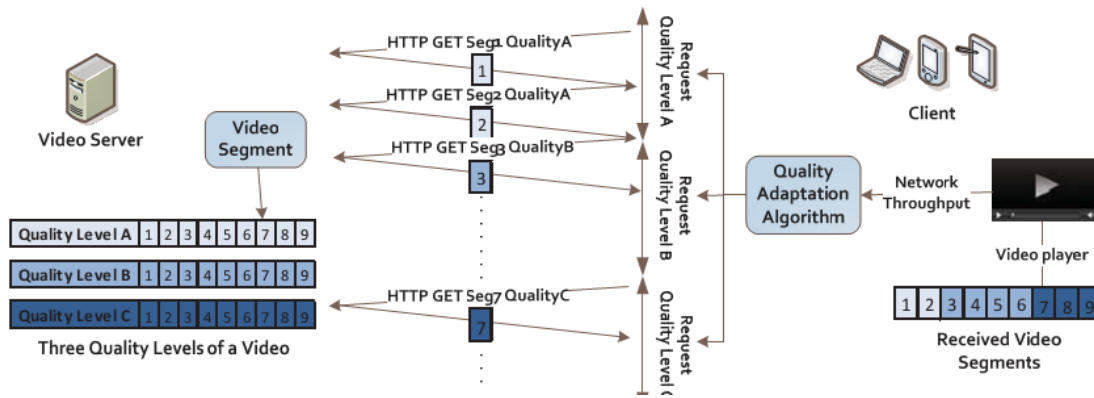 HTTP GET Seg1 QualityA
1
HTTP GET Seg2 QualityA
2
HTTP GET Seg3 QualityB
3
HTTP GET Seg7 QualityC
7
Video Server
Video
Segment
Quality Level A 1 2 3 4 5 6 7 8 9
Quality Level B 1 2 3 4 5 6 7 8 9
Quality Level C 1 2 3 4 5 6 7 8 9
Three Quality Levels of a Video
Request
Quality Level A
Request
Quality Level B
Request
Quality Level C
Quality
Adaptation
Algorithm
Client
Network
Throughput
Video player
1 2 3 4 5 6 7 8 9
Received Video
Segments